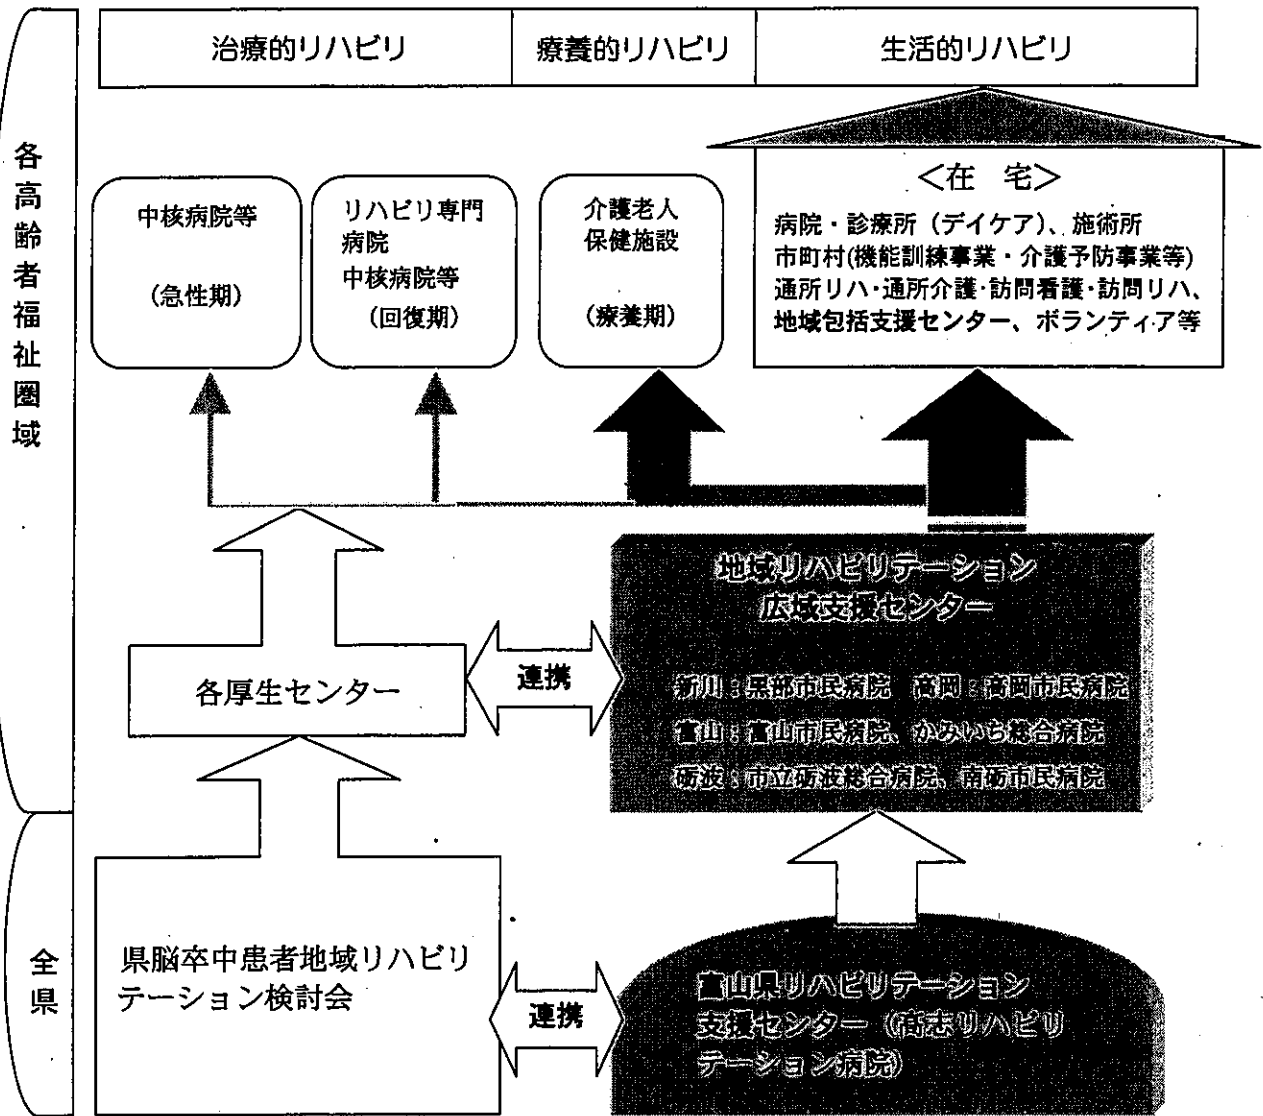 治療的リハビリ
療養的リハビリ
生活的リハビリ
各高齢者福祉圏域
中核病院等
(急性期)
リハビリ専門
病院
中核病院等
(回復期)
介護老人
保健施設
(療養期)
<在 宅>
病院・診療所(デイケア)、施術所
市町村(機能訓練事業・介護予防事業等)
通所リハ・通所介護・訪問看護・訪問リハ、
地域包括支援センター、ボランティア等
地域リハビリテーション
広域支援センター
新川:黒部市民病院 高岡:高岡市民病院
富山:富山市民病院、かみいち総合病院
砺波:市立砺波総合病院、南砺市民病院
各厚生センター
連携
全県
県脳卒中患者地域リハビリ
テーション検討会
連携
富山県リハビリテーション
支援センター(高志リハビリ
テーション病院)